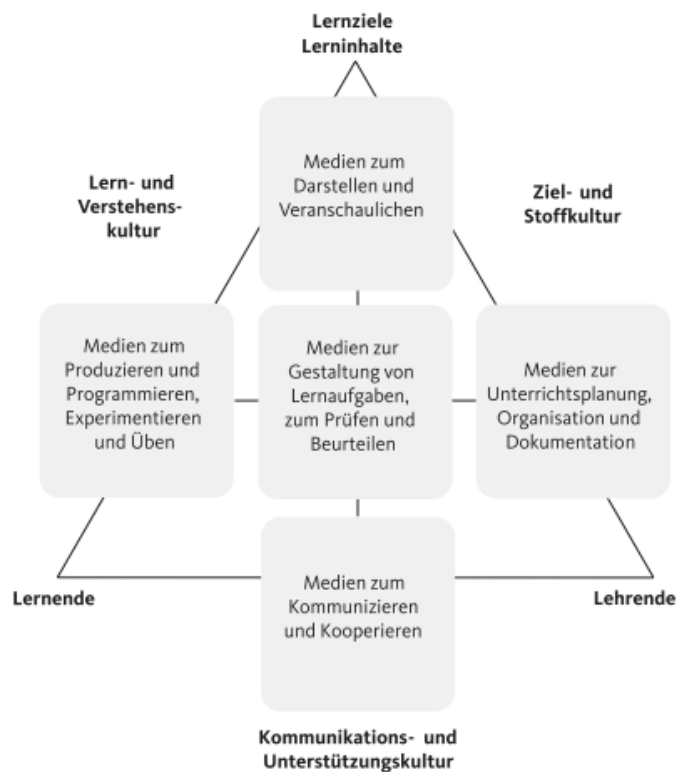 Lernziele
Lerninhalte
Medien zum
Darstellen und
Veranschaulichen
Lern- und
Verstehens-
kultur
Ziel- und
Stoffkultur
Medien zum
Produzieren und
Programmieren,
Experimentieren
und Üben
Medien zur
Gestaltung von
Lernaufgaben,
zum Prüfen und
Beurteilen
Medien zur
Unterrichtsplanung,
Organisation und
Dokumentation
Lernende
Medien zum
Kommunizieren
und Kooperieren
Lehrende
Kommunikations- und
Unterstützungskultur